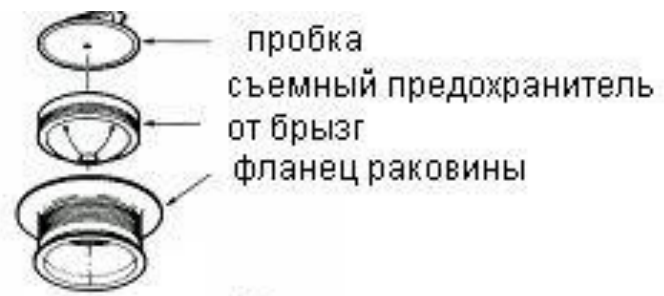 пробка
съемный предохранитель
от брызг
фланец раковины